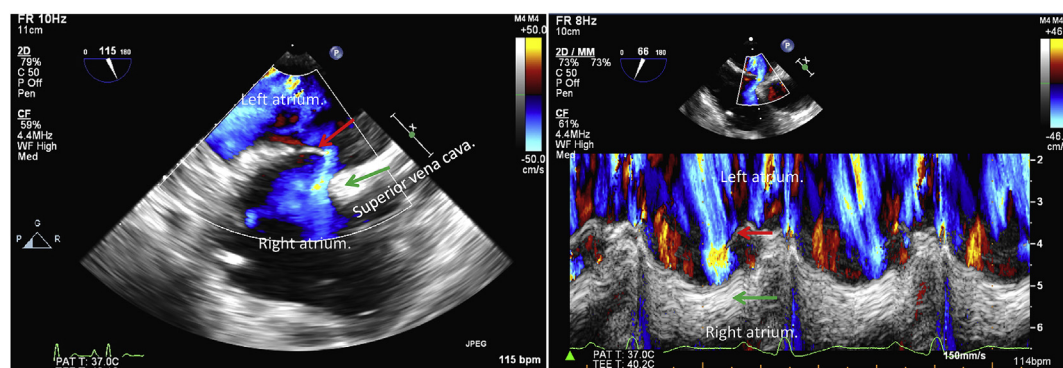 FR 10Hz
11cm
2D
79%
C 50
P Off
Pen
CF
59%
4.4MHz
WF High
Med
0 115 180
P
M4 M4
+50.0
-50.0
cm/s
x
Left atrium.
Superior vena cava.
Right atrium.
G
P R
JPEG
PAT T: 37.0C
115 bpm
FR 8Hz
10cm
2D / MM
73% 73%
C 50
P Off
Pen
CF
61%
4.4MHz
WF High
Med
0 66 180
P
x
M4 M4
+46
-46
cm/s
Left atrium.
Right atrium.
2
3
4
5
6
PAT T: 37.0C
TEE T: 40.2C
150mm/s
114bpm